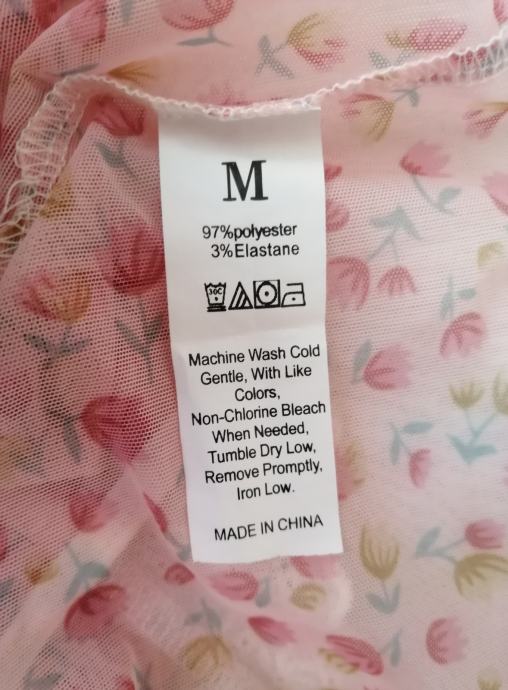 M
97%polyester
3%Elastane
30C
Machine Wash Cold
Gentle, With Like
Colors,
Non-Chlorine Bleach
When Needed,
Tumble Dry Low,
Remove Promptly,
Iron Low.
MADE IN CHINA